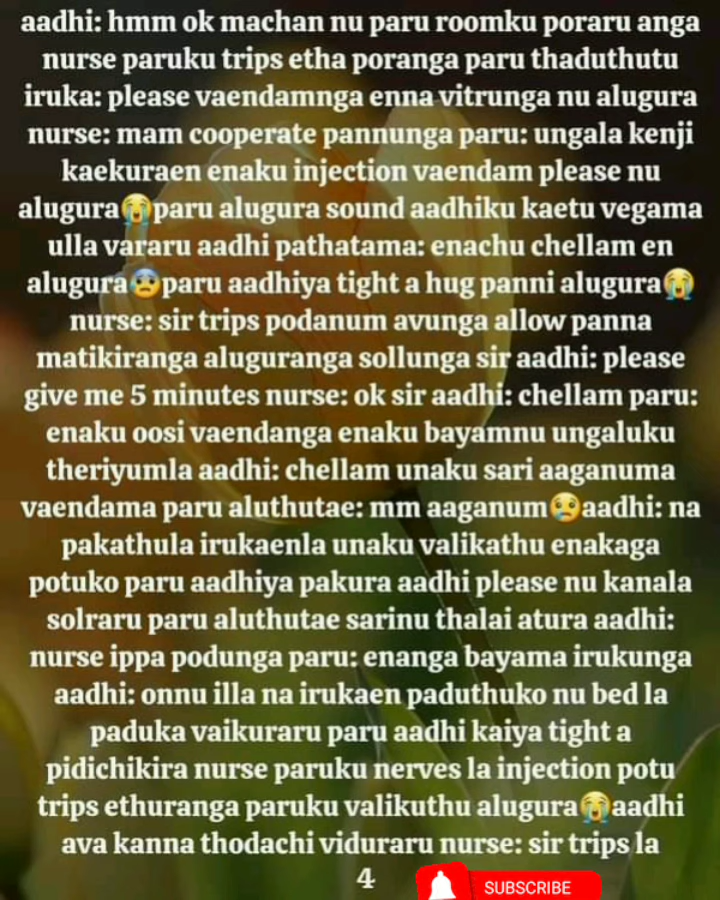 aadhi: hmm ok machan nu paru roomku poraru anga
nurse paruku trips etha poranga paru thaduthutu
iruka: please vaendamnga enna vitrunga nu alugura
nurse: mam cooperate pannunga paru: ungala kenji
kaekuraen enaku injection vaendam please nu
alugura😭paru alugura sound aadhiku kaetu vegama
ulla vararu aadhi pathatama: enachu chellam en
alugura😰paru aadhiya tight a hug panni alugura😭
nurse: sir trips podanum avunga allow panna
matikiranga aluguranga sollunga sir aadhi: please
give me 5 minutes nurse: ok sir aadhi: chellam paru:
enaku oosi vaendanga enaku bayamnu ungaluku
theriyumla aadhi: chellam unaku sari aaganuma
vaendama paru aluthutae: mm aaganum😢aadhi: na
pakathula irukaenla unaku valikathu enakaga
potuko paru aadhiya pakura aadhi please nu kanala
solraru paru aluthutae sarinu thalai atura aadhi:
nurse ippa podunga paru: enanga bayama irukunga
aadhi: onnu illa na irukaen paduthuko nu bed la
paduka vaikuraru paru aadhi kaiya tight a
pidichikira nurse paruku nerves la injection potu
trips ethuranga paruku valikuthu alugura😭aadhi
ava kanna thodachi viduraru nurse: sir trips la
4
SUBSCRIBE